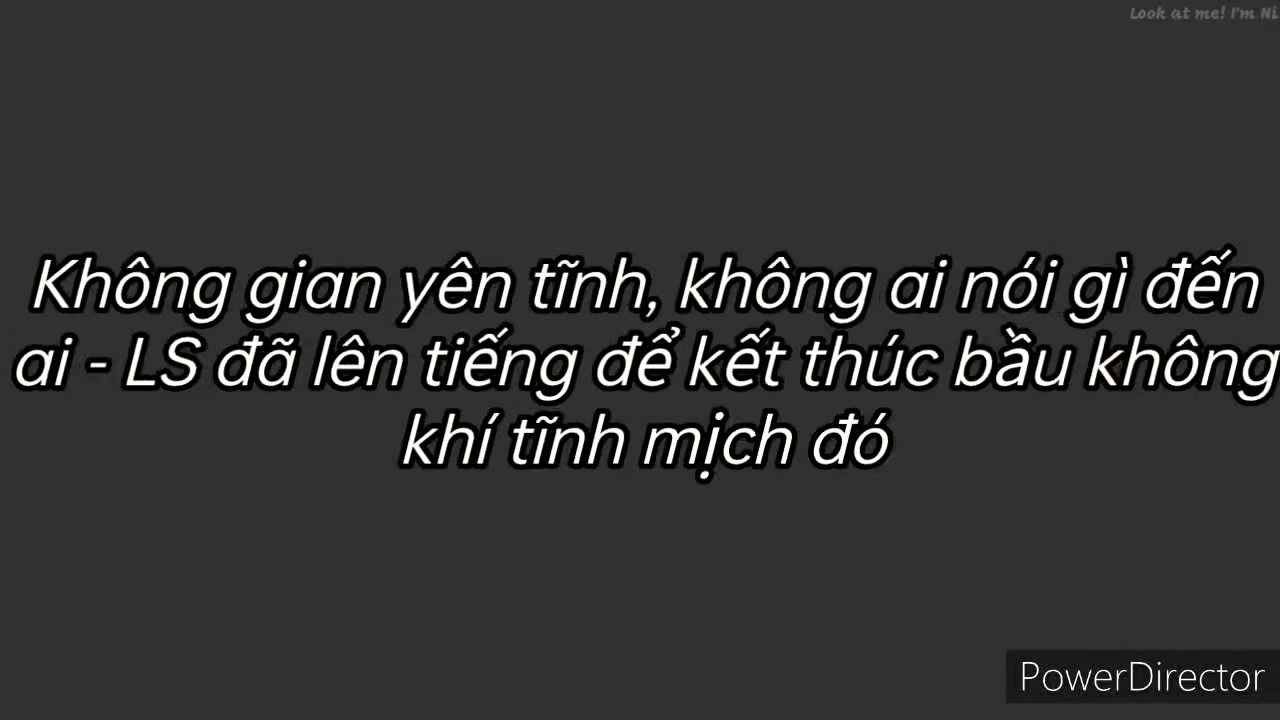 Look at me! I'm Ni
Không gian yên tĩnh, không ai nói gì đến
ai - LS đã lên tiếng để kết thúc bầu không
khí tĩnh mịch đó
PowerDirector